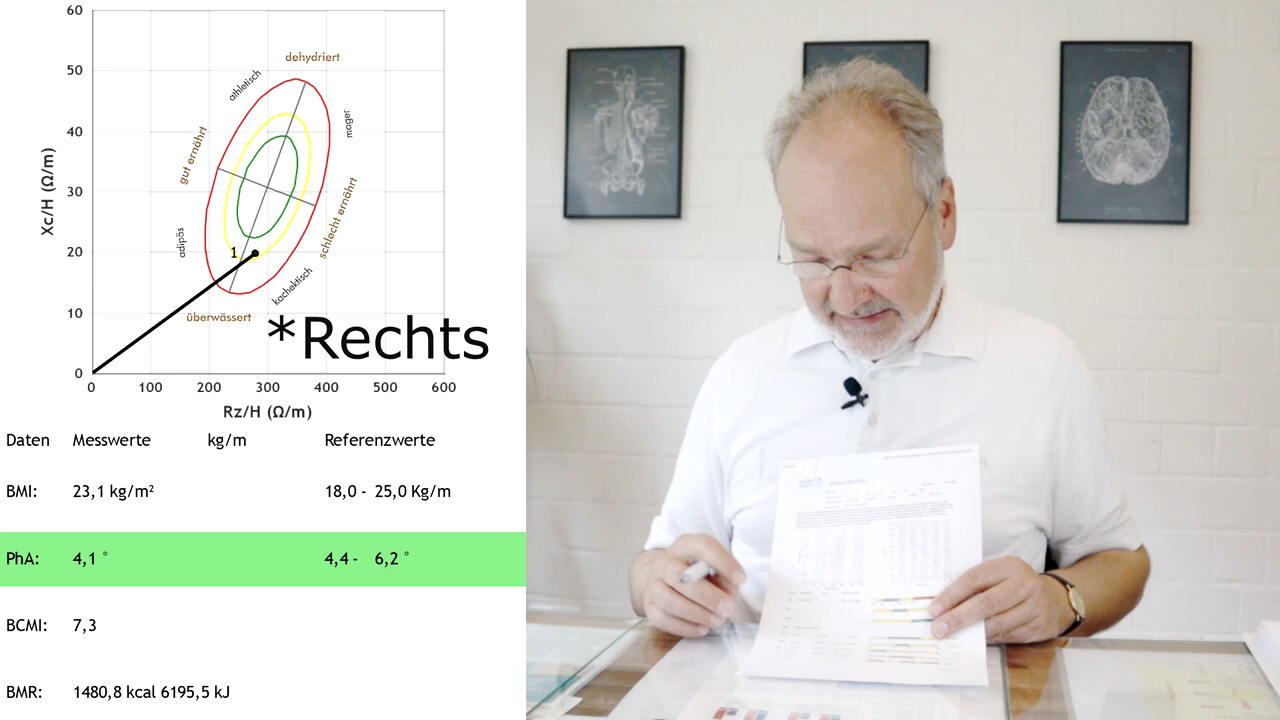 60
50
40
30
20
10
0
Xc/H (Ω/m)
dehydriert
athletisch
mager
gut ernährt
schlecht ernährt
adipös
kachektisch
überwässert
1
*Rechts
0 100 200 300 400 500 600
Rz/H (Ω/m)
Daten Messwerte kg/m Referenzwerte
BMI: 23,1 kg/m² 18,0 - 25,0 Kg/m
PhA: 4,1 ° 4,4 - 6,2 °
BCMI: 7,3
BMR: 1480,8 kcal 6195,5 kJ